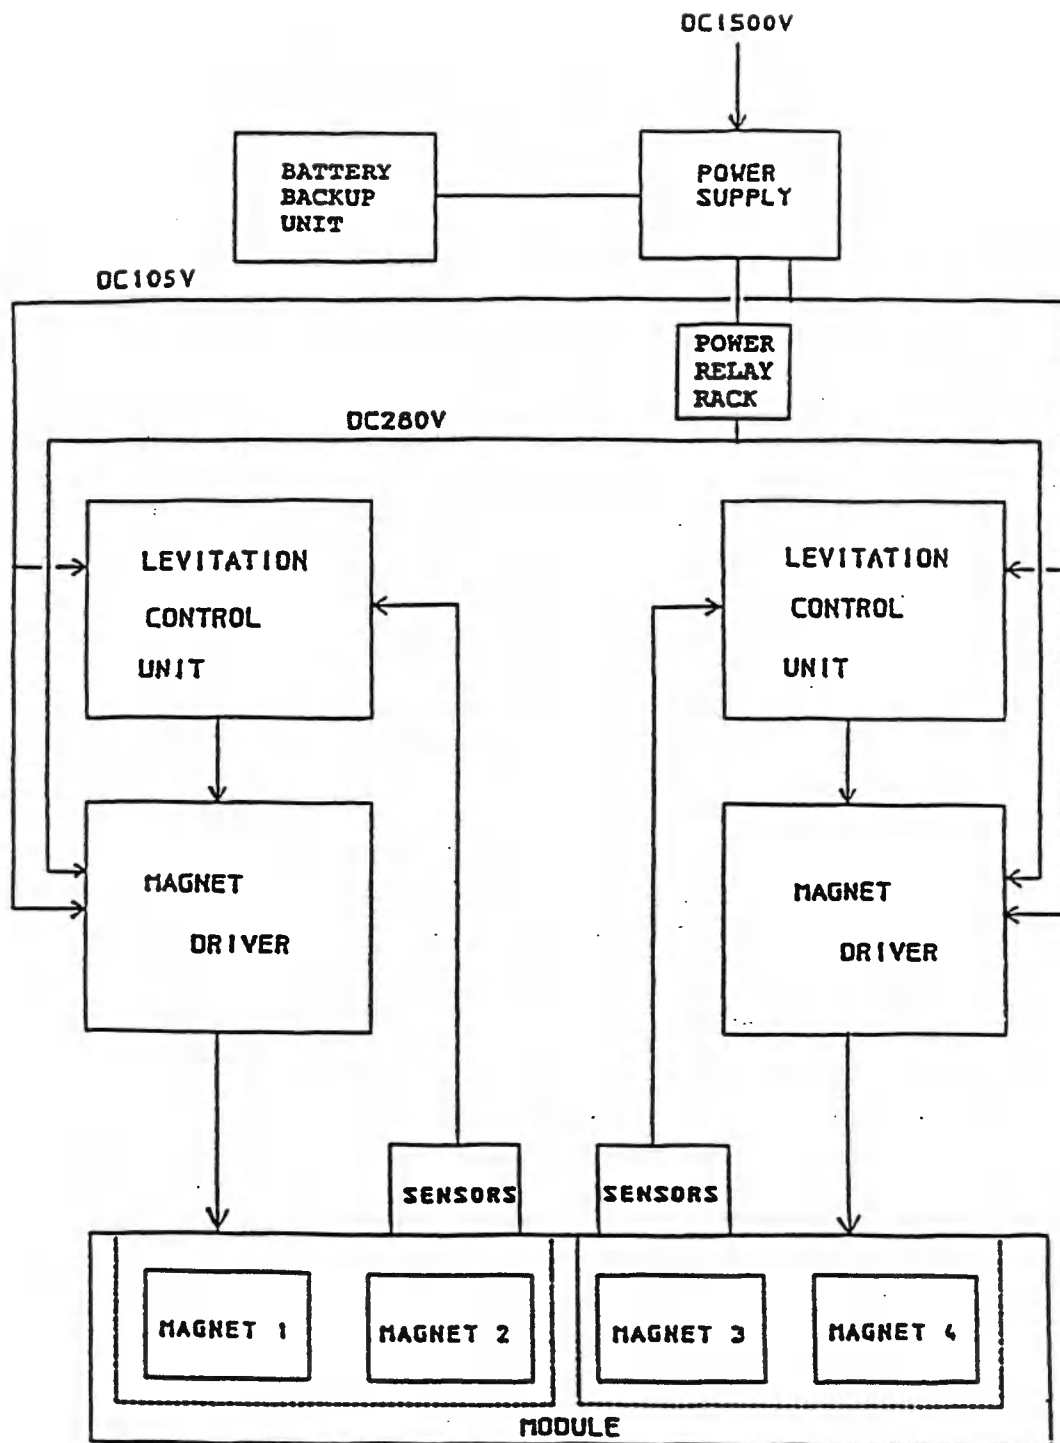 DC1500V
BATTERY
BACKUP
UNIT
POWER
SUPPLY
DC105V
POWER
RELAY
RACK
DC280V
LEVITATION
CONTROL
UNIT
LEVITATION
CONTROL
UNIT
MAGNET
DRIVER
MAGNET
DRIVER
SENSORS
SENSORS
MAGNET 1
MAGNET 2
MAGNET 3
MAGNET 4
MODULE